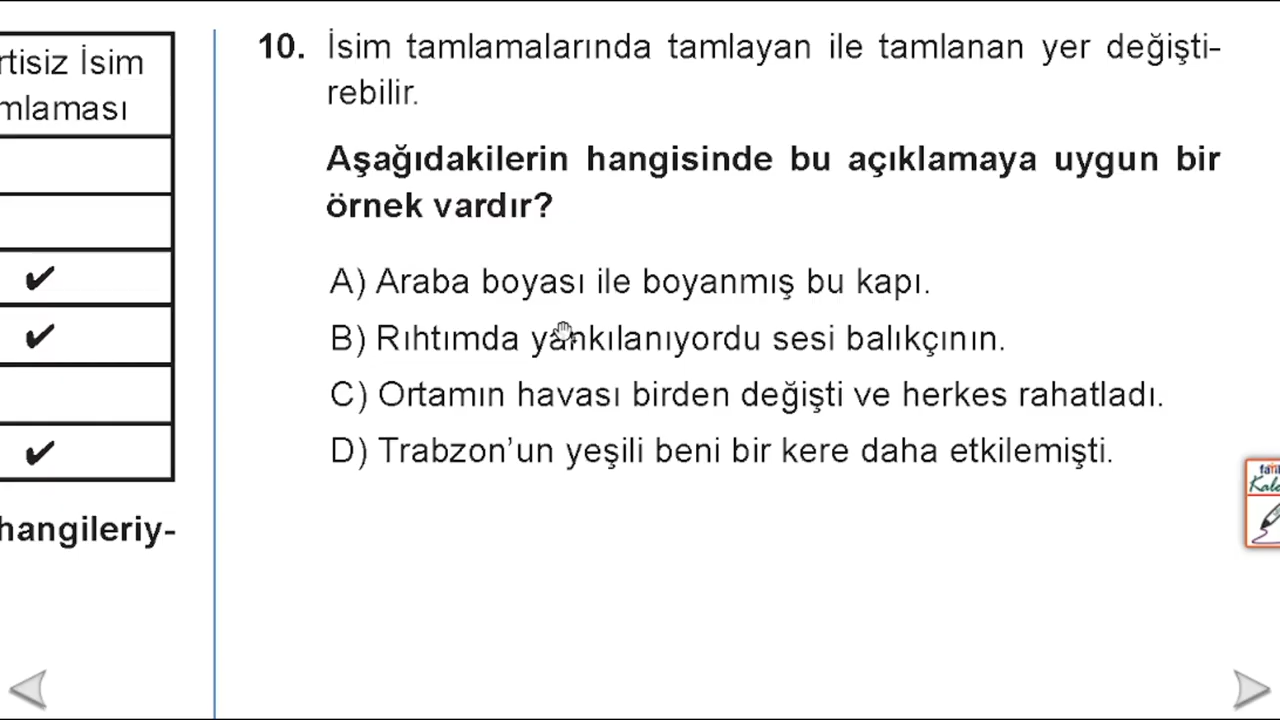 rtisiz İsim
mlaması
✔
✔
✔
hangileriy-
10. İsim tamlamalarında tamlayan ile tamlanan yer değişti-
rebilir.
Aşağıdakilerin hangisinde bu açıklamaya uygun bir
örnek vardır?
A) Araba boyası ile boyanmış bu kapı.
B) Rıhtımda yankılanıyordu sesi balıkçının.
C) Ortamın havası birden değişti ve herkes rahatladı.
D) Trabzon’un yeşili beni bir kere daha etkilemişti.